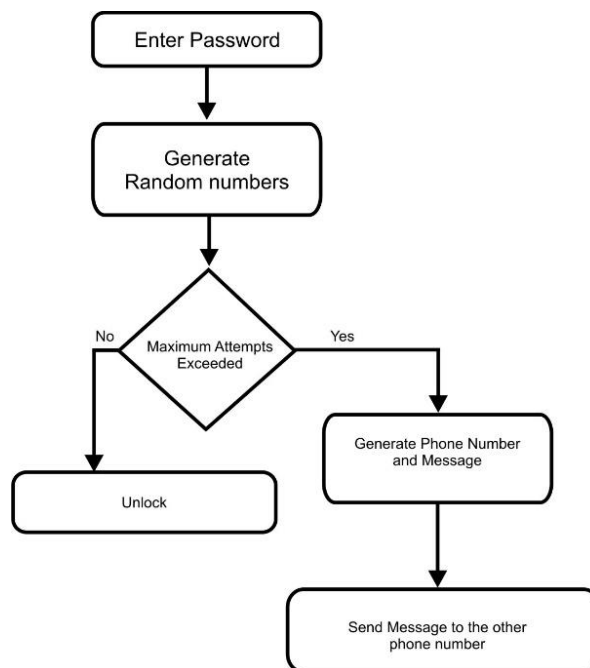 Enter Password
Generate
Random numbers
No
Yes
Maximum Attempts
Exceeded
Generate Phone Number
and Message
Unlock
Send Message to the other
phone number